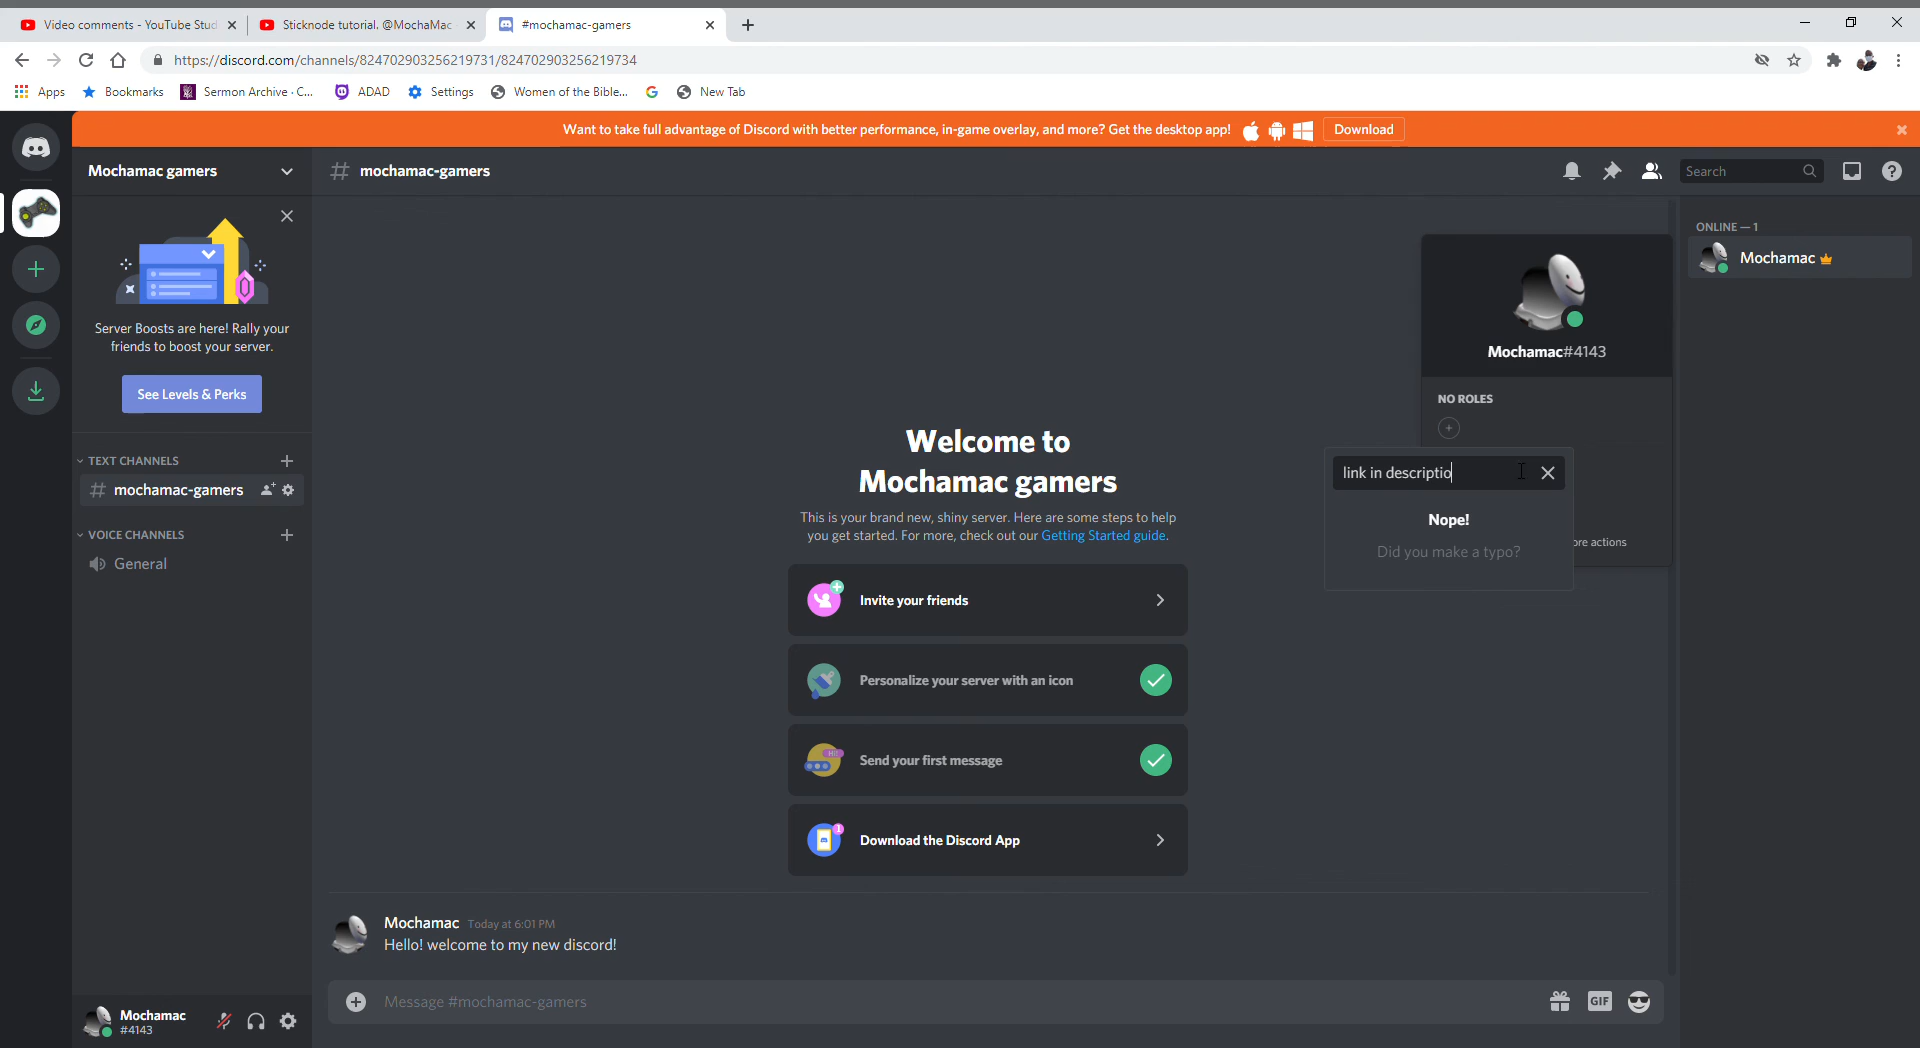 Video comments - YouTube Stud
Sticknode tutorial. @MochaMac
#mochamac-gamers
https://discord.com/channels/824702903256219731/824702903256219734
Apps
Bookmarks
Sermon Archive · C...
ADAD
Settings
Women of the Bible...
New Tab
Want to take full advantage of Discord with better performance, in-game overlay, and more? Get the desktop app!
Download
Mochamac gamers
mochamac-gamers
Search
Server Boosts are here! Rally your
friends to boost your server.
See Levels & Perks
TEXT CHANNELS
mochamac-gamers
VOICE CHANNELS
General
Welcome to
Mochamac gamers
This is your brand new, shiny server. Here are some steps to help
you get started. For more, check out our Getting Started guide.
Invite your friends
Personalize your server with an icon
Send your first message
Download the Discord App
Mochamac Today at 6:01 PM
Hello! welcome to my new discord!
Message #mochamac-gamers
GIF
Mochamac
#4143
ONLINE — 1
Mochamac
Mochamac#4143
NO ROLES
link in descriptio
Nope!
Did you make a typo?
ore actions